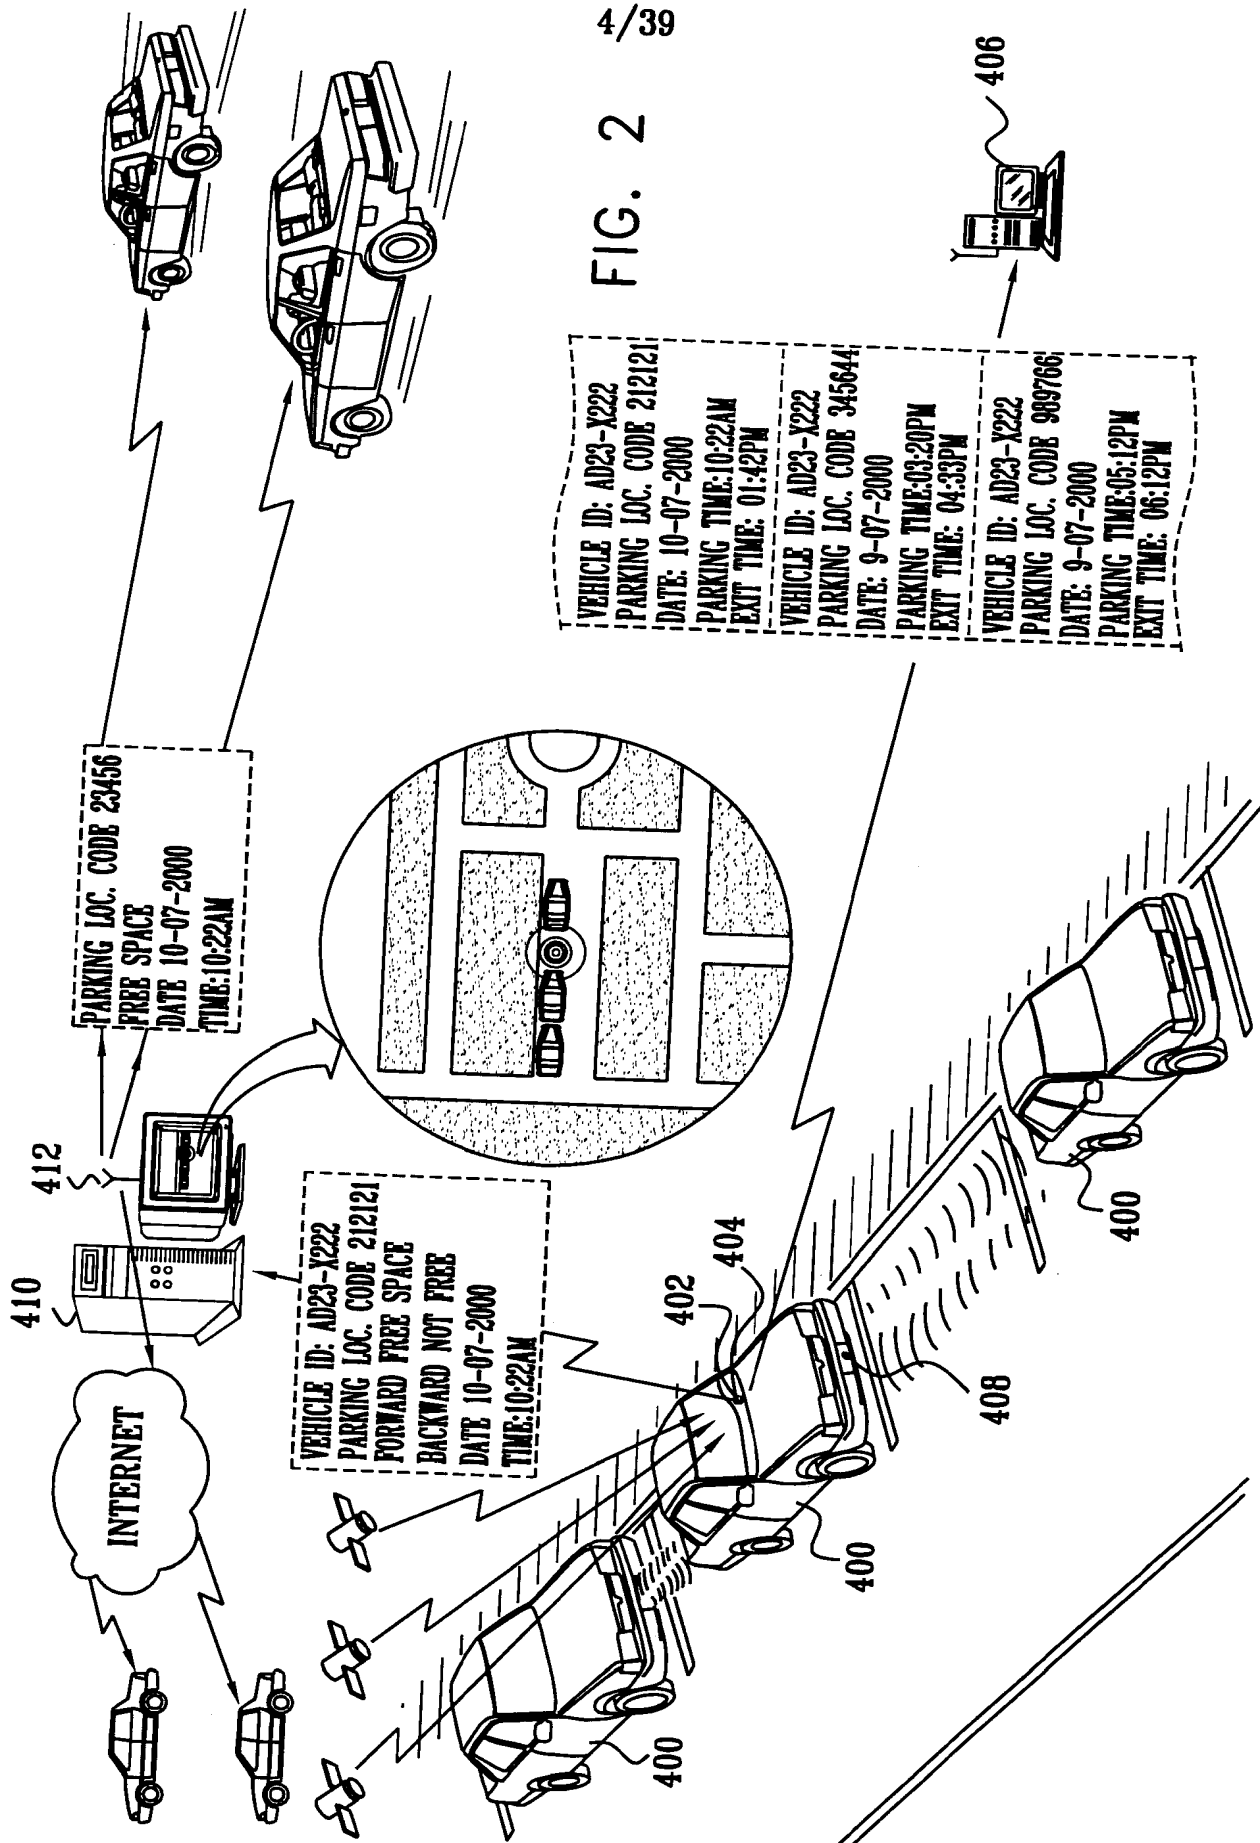 4/39
FIG. 2
INTERNET
410
412
PARKING LOC. CODE 23456
FREE SPACE
DATE 10-07-2000
TIME:10:22AM
VEHICLE ID: AD23-X222
PARKING LOC. CODE 212121
FORWARD FREE SPACE
BACKWARD NOT FREE
DATE 10-07-2000
TIME:10:22AM
VEHICLE ID: AD23-X222
PARKING LOC. CODE 212121
DATE: 10-07-2000
PARKING TIME:10:22AM
EXIT TIME: 01:42PM
VEHICLE ID: AD23-X222
PARKING LOC. CODE 345644
DATE: 9-07-2000
PARKING TIME:03:20PM
EXIT TIME: 04:33PM
VEHICLE ID: AD23-X222
PARKING LOC. CODE 989766
DATE: 9-07-2000
PARKING TIME:05:12PM
EXIT TIME: 06:12PM
406
402
404
408
400
400
400